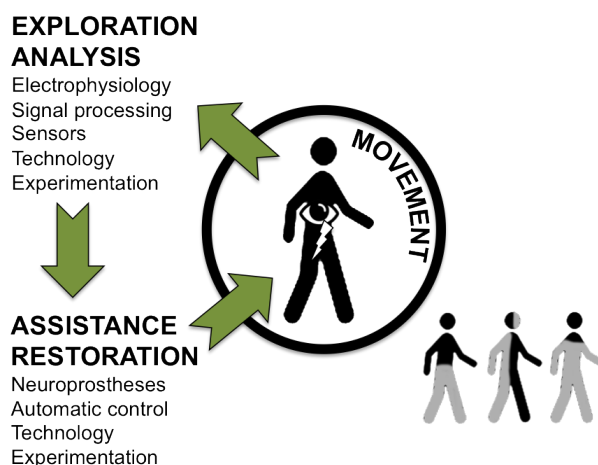 EXPLORATION
ANALYSIS
Electrophysiology
Signal processing
Sensors
Technology
Experimentation
MOVEMENT
ASSISTANCE
RESTORATION
Neuroprostheses
Automatic control
Technology
Experimentation